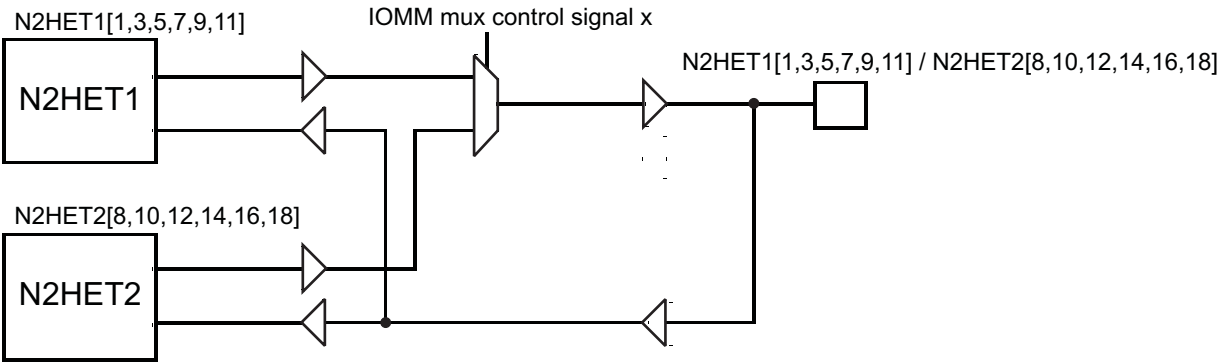 N2HET1[1,3,5,7,9,11]
IOMM mux control signal x
N2HET1[1,3,5,7,9,11] / N2HET2[8,10,12,14,16,18]
N2HET1
N2HET2[8,10,12,14,16,18]
N2HET2